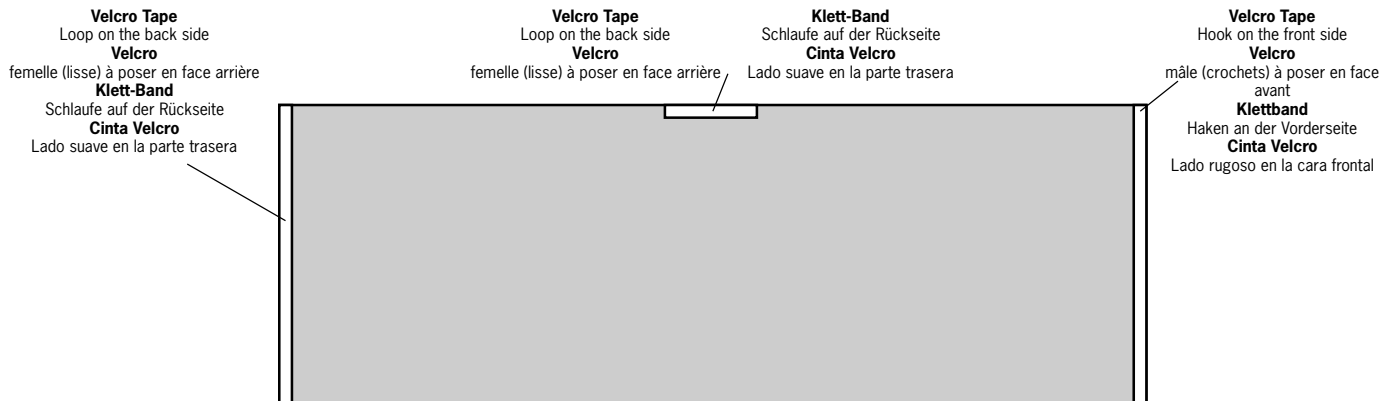 Velcro Tape
Loop on the back side
Velcro
femelle (lisse) à poser en face arrière
Klett-Band
Schlaufe auf der Rückseite
Cinta Velcro
Lado suave en la parte trasera
Velcro Tape
Loop on the back side
Velcro
femelle (lisse) à poser en face arrière
Klett-Band
Schlaufe auf der Rückseite
Cinta Velcro
Lado suave en la parte trasera
Velcro Tape
Hook on the front side
Velcro
mâle (crochets) à poser en face
avant
Klettband
Haken an der Vorderseite
Cinta Velcro
Lado rugoso en la cara frontal